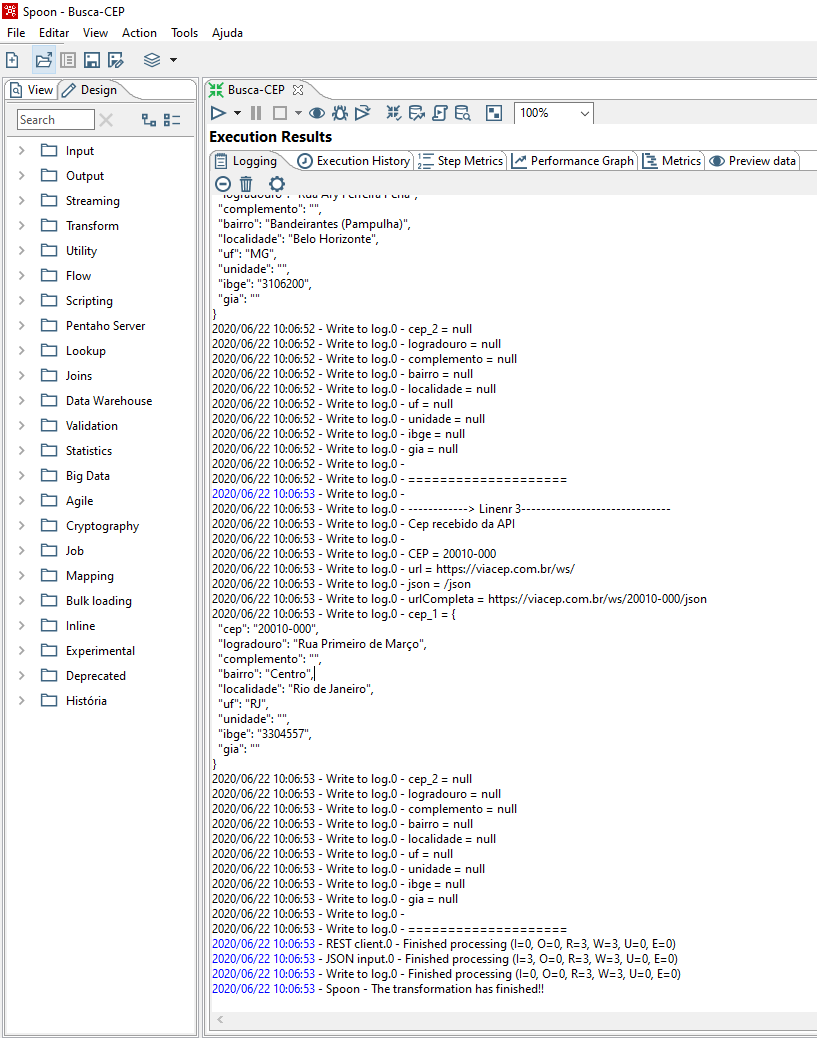 Spoon - Busca-CEP
File Editar View Action Tools Ajuda
View Design
Search
Input
Output
Streaming
Transform
Utility
Flow
Scripting
Pentaho Server
Lookup
Joins
Data Warehouse
Validation
Statistics
Big Data
Agile
Cryptography
Job
Mapping
Bulk loading
Inline
Experimental
Deprecated
História
Busca-CEP
100%
Execution Results
Logging Execution History Step Metrics Performance Graph Metrics Preview data
"logradouro": "Rua Ary Ferreira Pena",
"complemento": "",
"bairro": "Bandeirantes (Pampulha)",
"localidade": "Belo Horizonte",
"uf": "MG",
"unidade": "",
"ibge": "3106200",
"gia": ""
}
2020/06/22 10:06:52 - Write to log.0 - cep_2 = null
2020/06/22 10:06:52 - Write to log.0 - logradouro = null
2020/06/22 10:06:52 - Write to log.0 - complemento = null
2020/06/22 10:06:52 - Write to log.0 - bairro = null
2020/06/22 10:06:52 - Write to log.0 - localidade = null
2020/06/22 10:06:52 - Write to log.0 - uf = null
2020/06/22 10:06:52 - Write to log.0 - unidade = null
2020/06/22 10:06:52 - Write to log.0 - ibge = null
2020/06/22 10:06:52 - Write to log.0 - gia = null
2020/06/22 10:06:52 - Write to log.0 -
2020/06/22 10:06:52 - Write to log.0 - ====================
2020/06/22 10:06:53 - Write to log.0 -
2020/06/22 10:06:53 - Write to log.0 - ------------> Linenr 3------------------------------
2020/06/22 10:06:53 - Write to log.0 - Cep recebido da API
2020/06/22 10:06:53 - Write to log.0 -
2020/06/22 10:06:53 - Write to log.0 - CEP = 20010-000
2020/06/22 10:06:53 - Write to log.0 - url = https://viacep.com.br/ws/
2020/06/22 10:06:53 - Write to log.0 - json = /json
2020/06/22 10:06:53 - Write to log.0 - urlCompleta = https://viacep.com.br/ws/20010-000/json
2020/06/22 10:06:53 - Write to log.0 - cep_1 = {
"cep": "20010-000",
"logradouro": "Rua Primeiro de Março",
"complemento": "",
"bairro": "Centro",
"localidade": "Rio de Janeiro",
"uf": "RJ",
"unidade": "",
"ibge": "3304557",
"gia": ""
}
2020/06/22 10:06:53 - Write to log.0 - cep_2 = null
2020/06/22 10:06:53 - Write to log.0 - logradouro = null
2020/06/22 10:06:53 - Write to log.0 - complemento = null
2020/06/22 10:06:53 - Write to log.0 - bairro = null
2020/06/22 10:06:53 - Write to log.0 - localidade = null
2020/06/22 10:06:53 - Write to log.0 - uf = null
2020/06/22 10:06:53 - Write to log.0 - unidade = null
2020/06/22 10:06:53 - Write to log.0 - ibge = null
2020/06/22 10:06:53 - Write to log.0 - gia = null
2020/06/22 10:06:53 - Write to log.0 -
2020/06/22 10:06:53 - Write to log.0 - ====================
2020/06/22 10:06:53 - REST client.0 - Finished processing (I=0, O=0, R=3, W=3, U=0, E=0)
2020/06/22 10:06:53 - JSON input.0 - Finished processing (I=3, O=0, R=3, W=3, U=0, E=0)
2020/06/22 10:06:53 - Write to log.0 - Finished processing (I=0, O=0, R=3, W=3, U=0, E=0)
2020/06/22 10:06:53 - Spoon - The transformation has finished!!